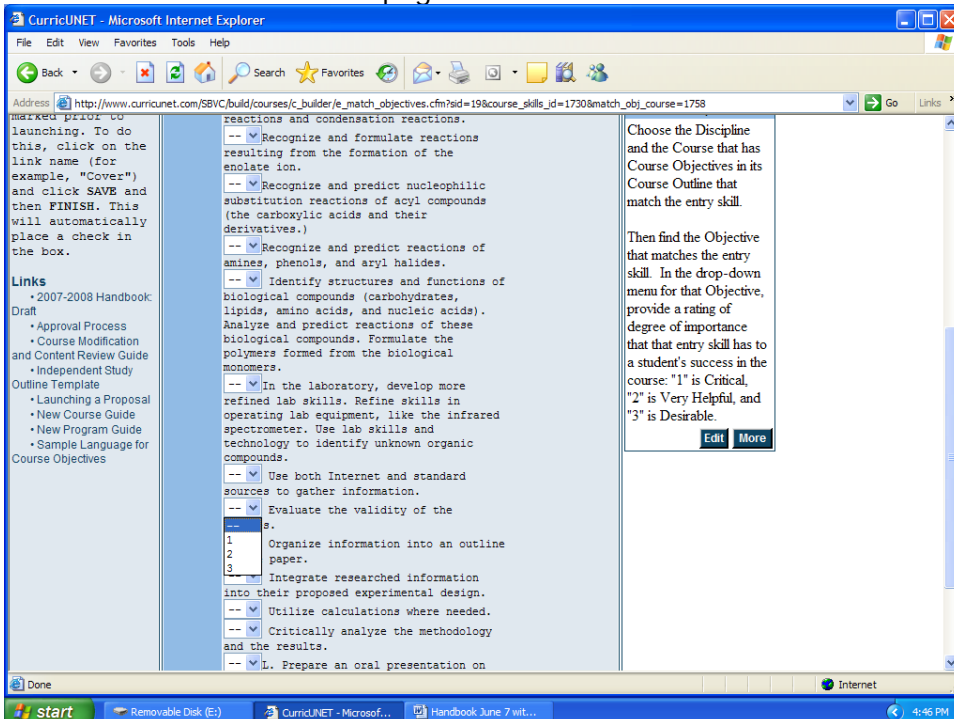 page
CurricUNET - Microsoft Internet Explorer
File Edit View Favorites Tools Help
Back Search Favorites
Address http://www.curricunet.com/SBVC/build/courses/c_builder/e_match_objectives.cfm?sid=19&course_skills_id=1730&match_obj_course=1758 Go Links »
marked prior to
launching. To do
this, click on the
link name (for
example, "Cover")
and click SAVE and
then FINISH. This
will automatically
place a check in
the box.
Links
• 2007-2008 Handbook:
Draft
• Approval Process
• Course Modification
and Content Review Guide
• Independent Study
Outline Template
• Launching a Proposal
• New Course Guide
• New Program Guide
• Sample Language for
Course Objectives
reactions and condensation reactions.
-- Recognize and formulate reactions
resulting from the formation of the
enolate ion.
-- Recognize and predict nucleophilic
substitution reactions of acyl compounds
(the carboxylic acids and their
derivatives.)
-- Recognize and predict reactions of
amines, phenols, and aryl halides.
-- Identify structures and functions of
biological compounds (carbohydrates,
lipids, amino acids, and nucleic acids).
Analyze and predict reactions of these
biological compounds. Formulate the
polymers formed from the biological
monomers.
-- In the laboratory, develop more
refined lab skills. Refine skills in
operating lab equipment, like the infrared
spectrometer. Use lab skills and
technology to identify unknown organic
compounds.
-- Use both Internet and standard
sources to gather information.
-- Evaluate the validity of the
-- s.
1 Organize information into an outline
2 paper.
3
-- Integrate researched information
into their proposed experimental design.
-- Utilize calculations where needed.
-- Critically analyze the methodology
and the results.
-- L. Prepare an oral presentation on
Choose the Discipline
and the Course that has
Course Objectives in its
Course Outline that
match the entry skill.
Then find the Objective
that matches the entry
skill. In the drop-down
menu for that Objective,
provide a rating of
degree of importance
that that entry skill has to
a student's success in the
course: "1" is Critical,
"2" is Very Helpful, and
"3" is Desirable.
Edit More
Done Internet
start Removable Disk (E:) CurricUNET - Microsof... Handbook June 7 wit... 4:46 PM